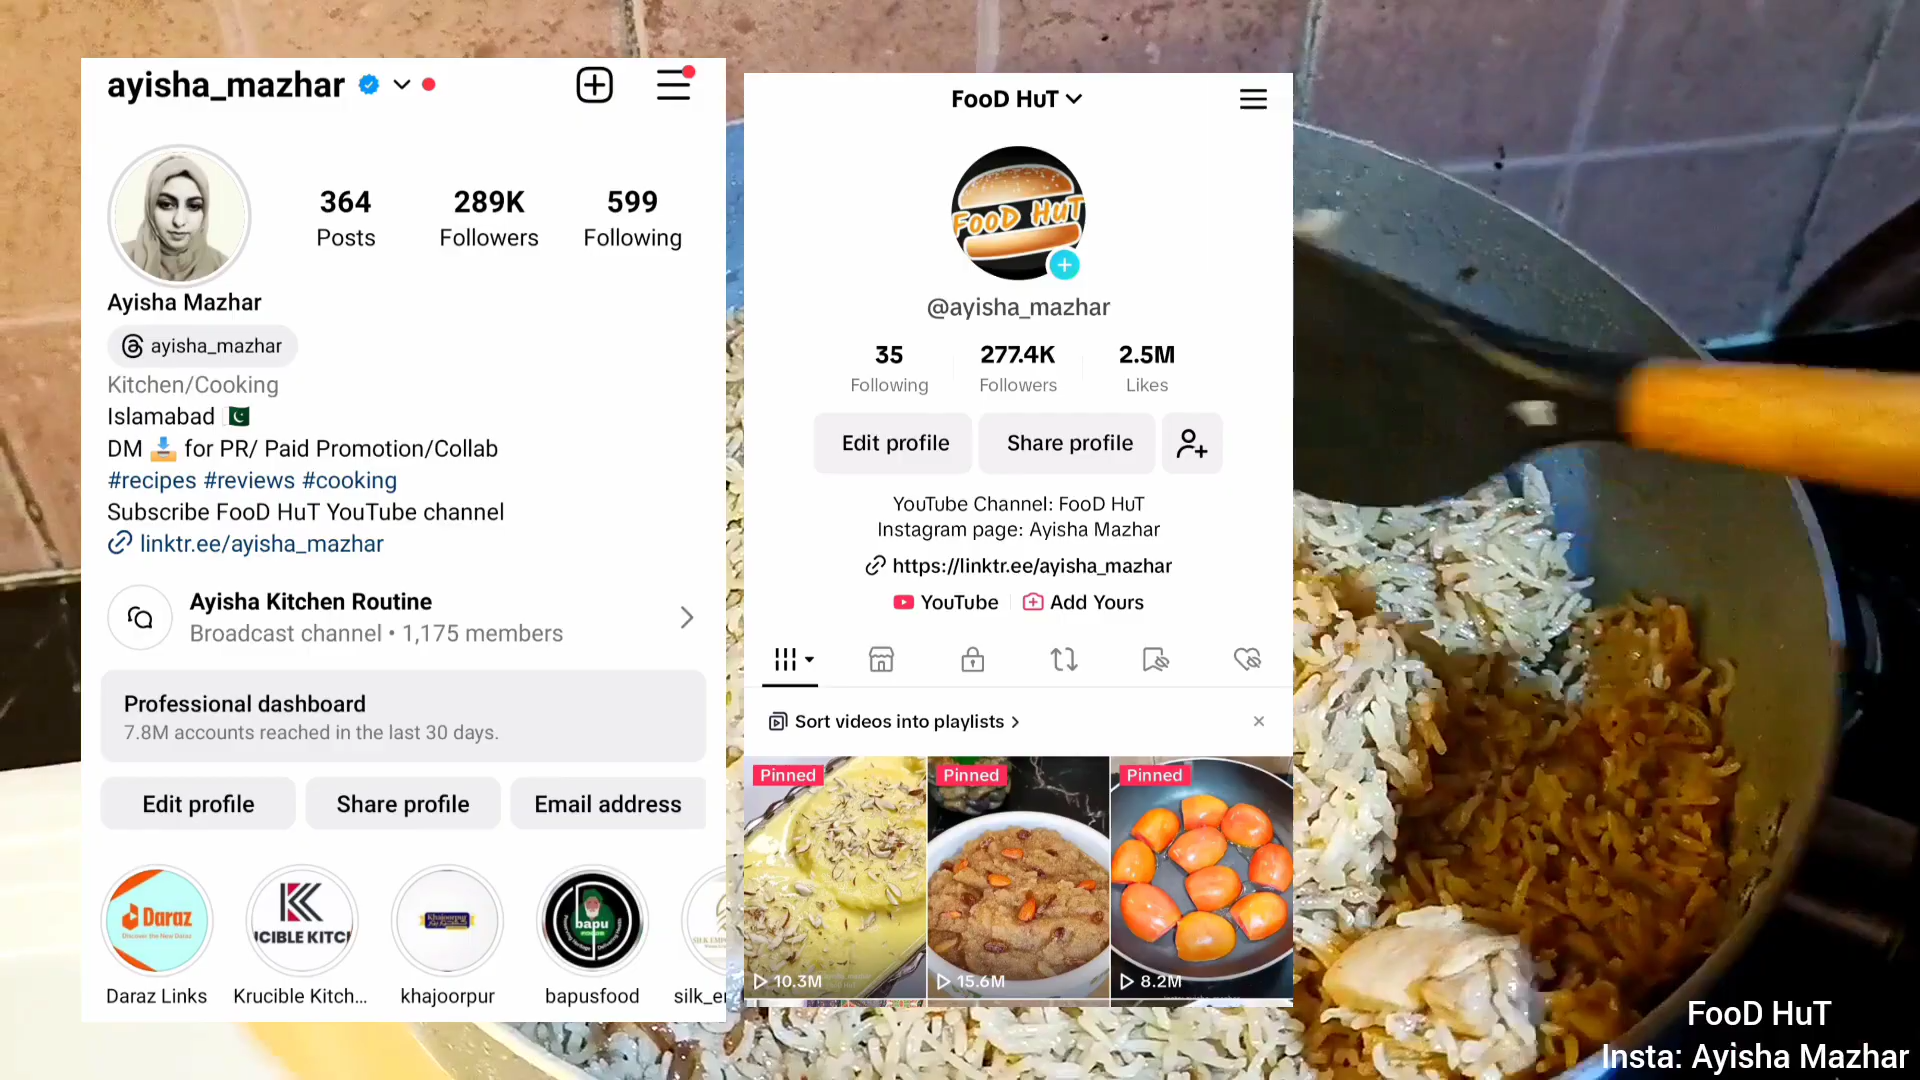 ayisha_mazhar
364
Posts
289K
Followers
599
Following
Ayisha Mazhar
ayisha_mazhar
Kitchen/Cooking
Islamabad 🇵🇰
DM 📥 for PR/ Paid Promotion/Collab
#recipes #reviews #cooking
Subscribe FooD HuT YouTube channel
linktr.ee/ayisha_mazhar
Ayisha Kitchen Routine
Broadcast channel • 1,175 members
Professional dashboard
7.8M accounts reached in the last 30 days.
Edit profile
Share profile
Email address
Daraz
Discover the New Daraz
bapu
Daraz Links
Krucible Kitch...
khajoorpur
bapusfood
FooD HuT
FooD HuT
@ayisha_mazhar
35
Following
277.4K
Followers
2.5M
Likes
Edit profile
Share profile
YouTube Channel: FooD HuT
Instagram page: Ayisha Mazhar
https://linktr.ee/ayisha_mazhar
YouTube
Add Yours
Sort videos into playlists
Pinned
Pinned
Pinned
10.3M
15.6M
8.2M
FooD HuT
Insta: Ayisha Mazhar